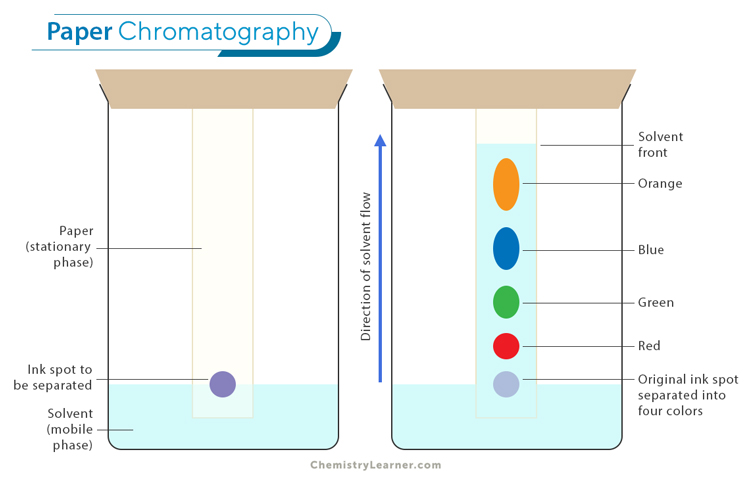 Paper Chromatography
Paper
(stationary
phase)
Ink spot to
be separated
Solvent
(mobile
phase)
Direction of solvent flow
Solvent
front
Orange
Blue
Green
Red
Original ink spot
separated into
four colors
ChemistryLearner.com